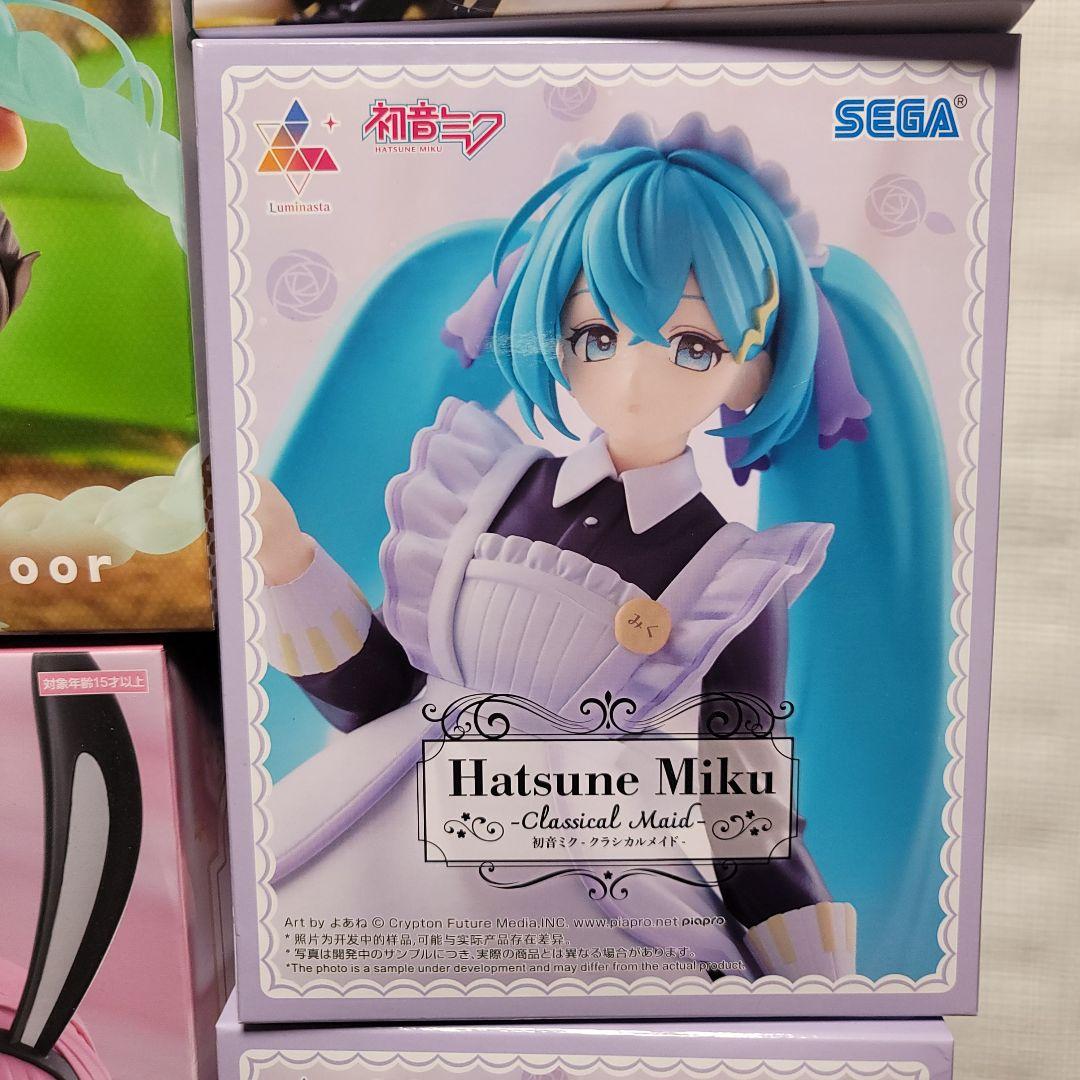 Luminasta
初音ミク
HATSUNE MIKU
SEGA®
みく
Hatsune Miku
-Classical Maid-
初音ミク-クラシカルメイド-
Art by よあね © Crypton Future Media,INC. www.piapro.net piapro
* 照片为开发中的样品,可能与实际产品存在差异。
* 写真は開発中のサンプルにつき、実際の商品とは異なる場合があります。
*The photo is a sample under development and may differ from the actual product.
oor
対象年齢15才以上